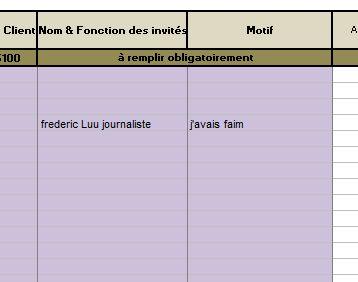 Client Nom & Fonction des invités Motif A
100 à remplir obligatoirement
frederic Luu journaliste j'avais faim